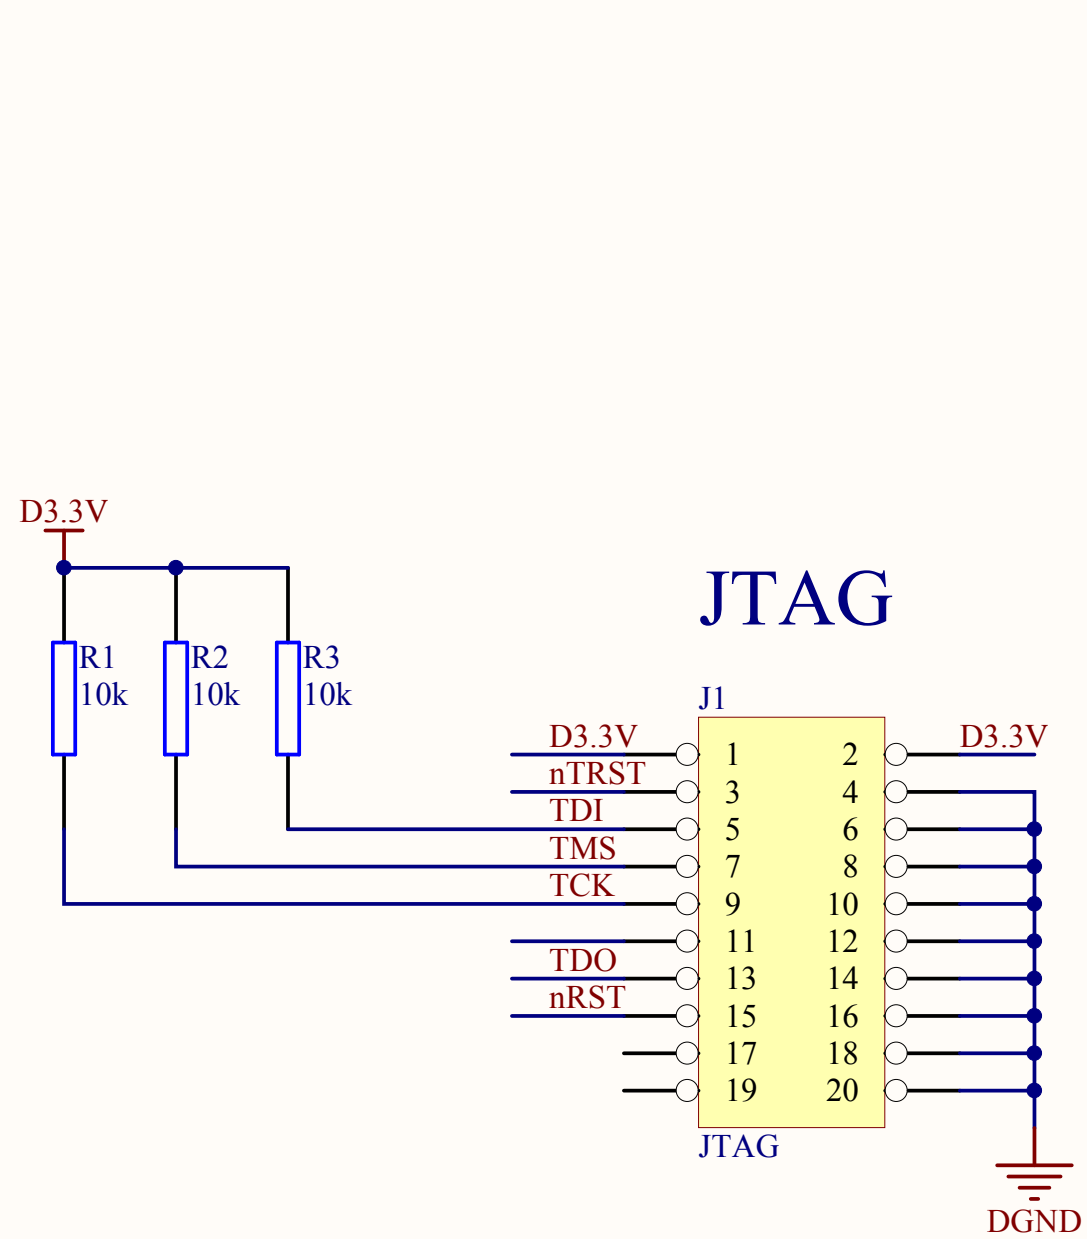 D3.3V
JTAG
R1
10k
R2
10k
R3
10k
J1
D3.3V
1
2
D3.3V
nTRST
3
4
TDI
5
6
TMS
7
8
TCK
9
10
11
12
TDO
13
14
nRST
15
16
17
18
19
20
JTAG
DGND